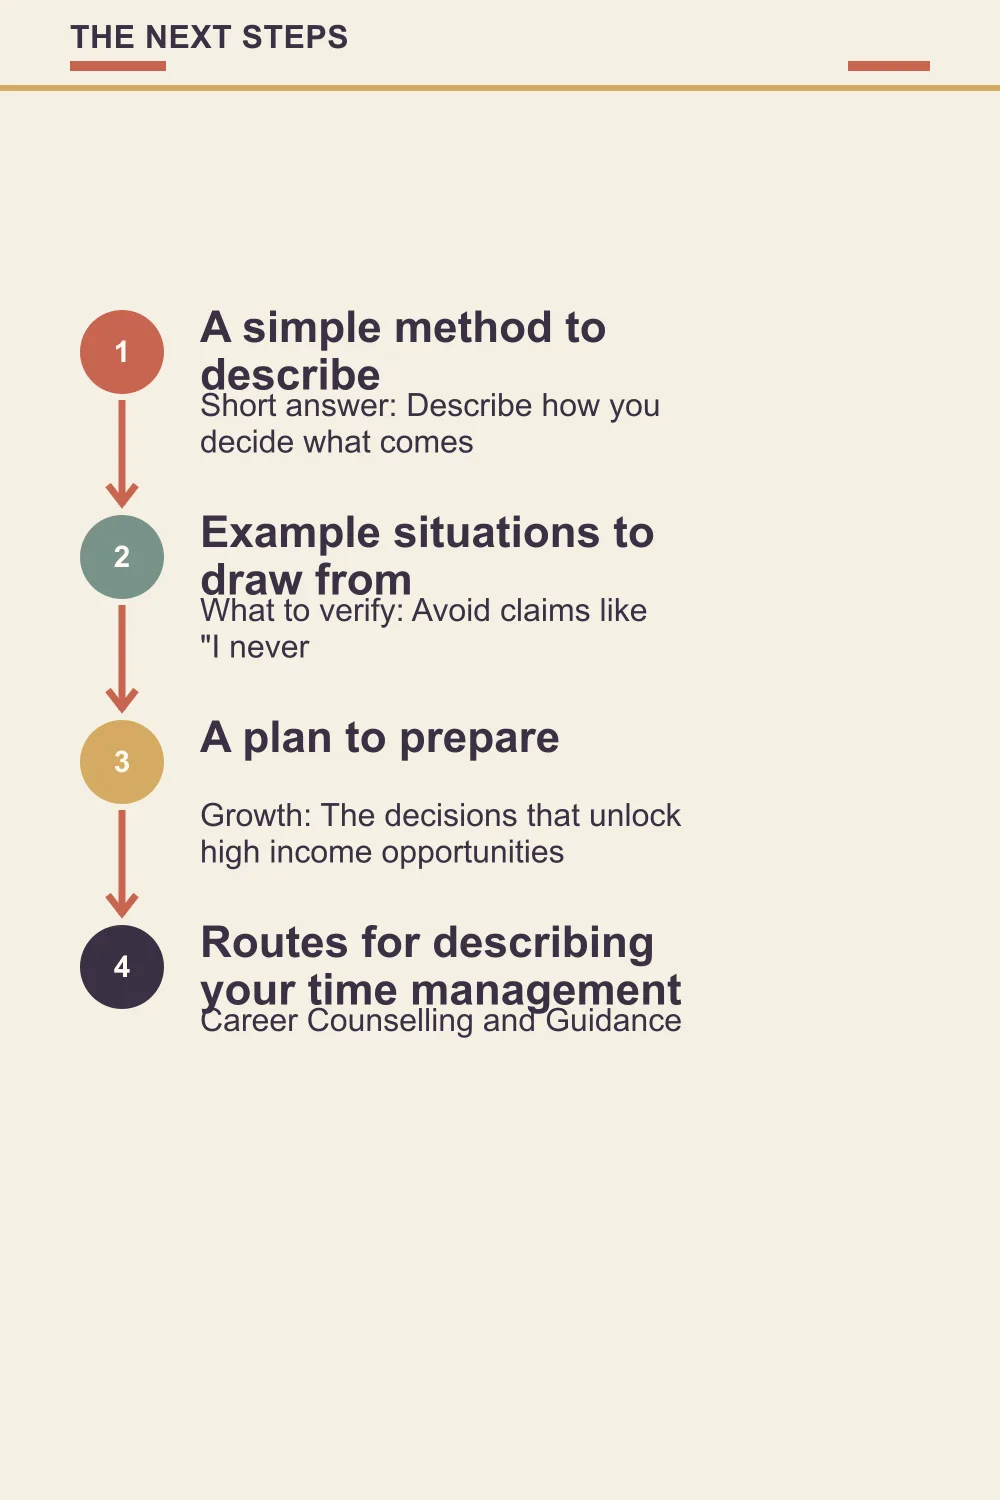 THE NEXT STEPS
1
A simple method to
describe
Short answer: Describe how you
decide what comes
2
Example situations to
draw from
What to verify: Avoid claims like
"I never
3
A plan to prepare
Growth: The decisions that unlock
high income opportunities
4
Routes for describing
your time management
Career Counselling and Guidance